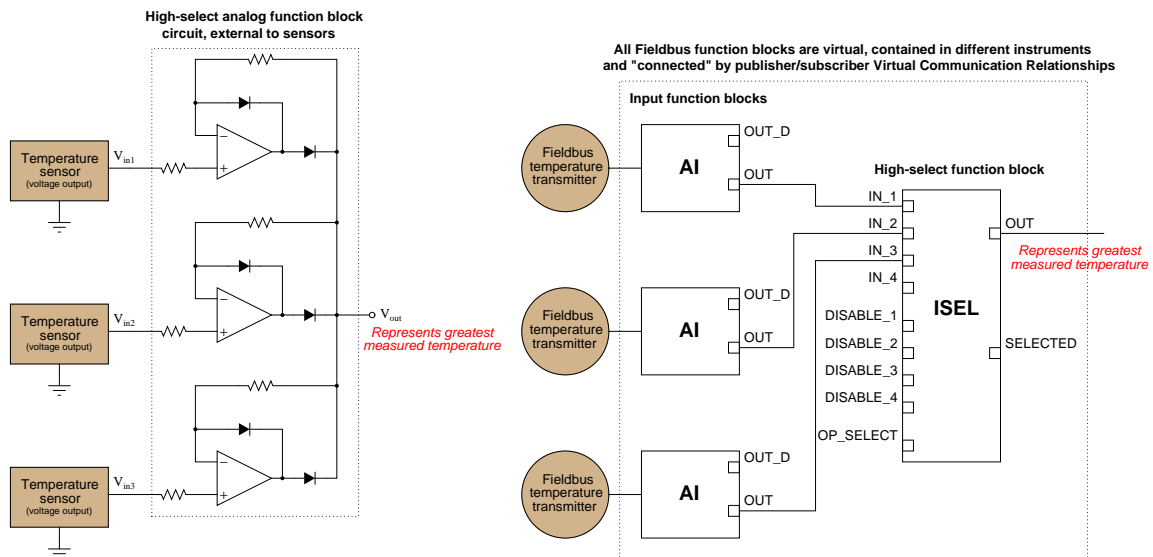 High-select analog function block
circuit, external to sensors
Temperature
sensor
(voltage output)
Vin1
−
+
Temperature
sensor
(voltage output)
Vin2
−
+
Vout
Represents greatest
measured temperature
Temperature
sensor
(voltage output)
Vin3
−
+
All Fieldbus function blocks are virtual, contained in different instruments
and "connected" by publisher/subscriber Virtual Communication Relationships
Input function blocks
Fieldbus
temperature
transmitter
AI
OUT_D
OUT
Fieldbus
temperature
transmitter
AI
OUT_D
OUT
Fieldbus
temperature
transmitter
AI
OUT_D
OUT
High-select function block
IN_1
IN_2
IN_3
IN_4
DISABLE_1
DISABLE_2
DISABLE_3
DISABLE_4
OP_SELECT
ISEL
OUT
Represents greatest
measured temperature
SELECTED